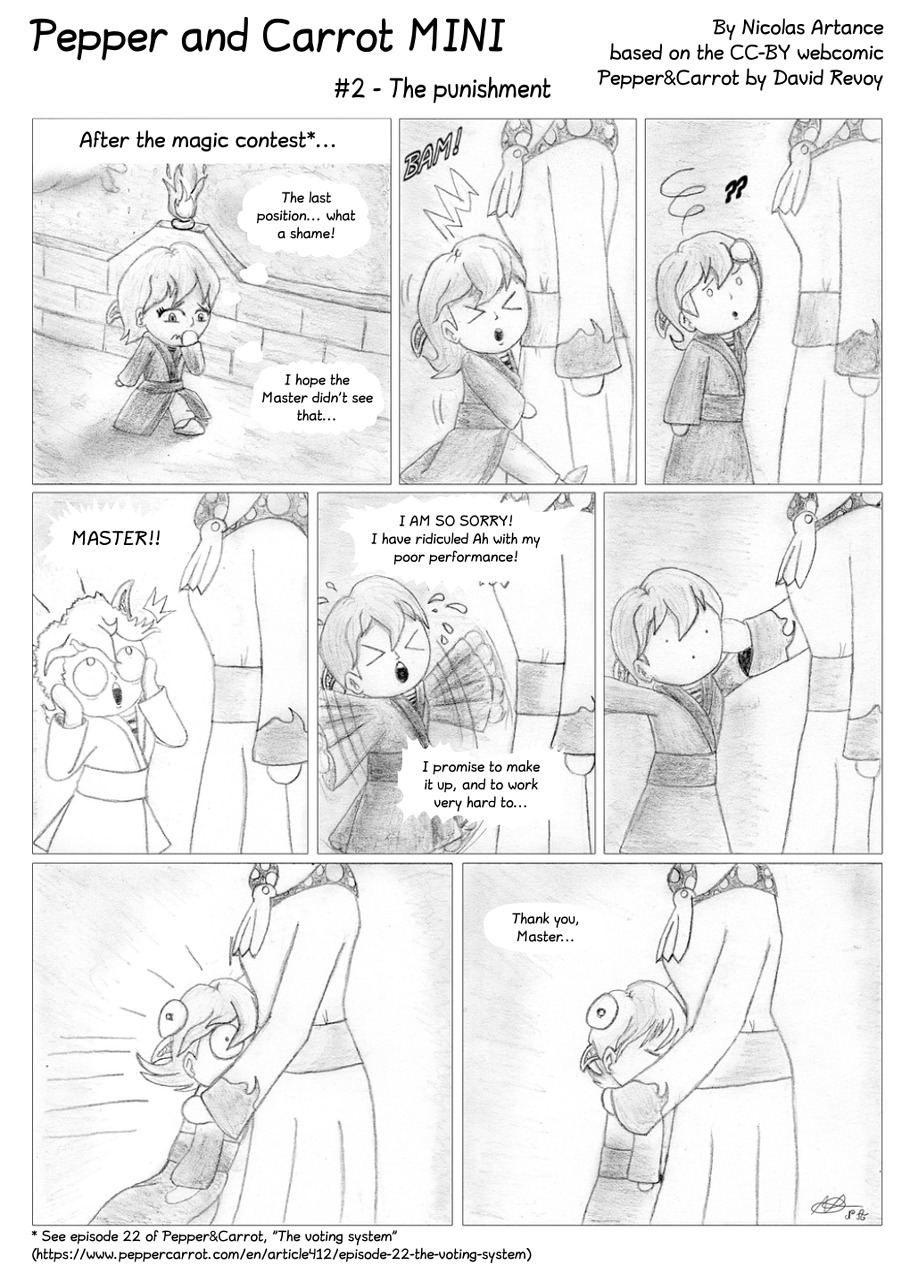 Pepper and Carrot MINI
#2 - The punishment
By Nicolas Artance
based on the CC-BY webcomic
Pepper&Carrot by David Revoy
After the magic contest*...
The last
position... what
a shame!
I hope the
Master didn't see
that...
BAM!
??
MASTER!!
I AM SO SORRY!
I have ridiculed Ah with my
poor performance!
I promise to make
it up, and to work
very hard to...
Thank you,
Master...
* See episode 22 of Pepper&Carrot, "The voting system"
(https://www.peppercarrot.com/en/article412/episode-22-the-voting-system)